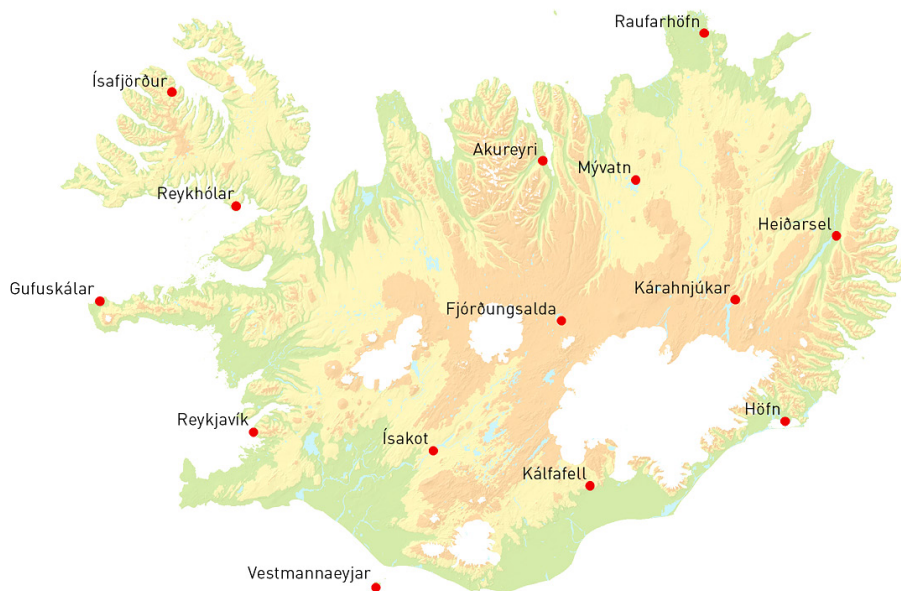 Raufarhöfn
Ísafjörður
Akureyri
Mývatn
Reykhólar
Heiðarsel
Gufuskálar
Kárahnjúkar
Fjórðungsalda
Reykjavík
Höfn
Ísakot
Kálfafell
Vestmannaeyjar